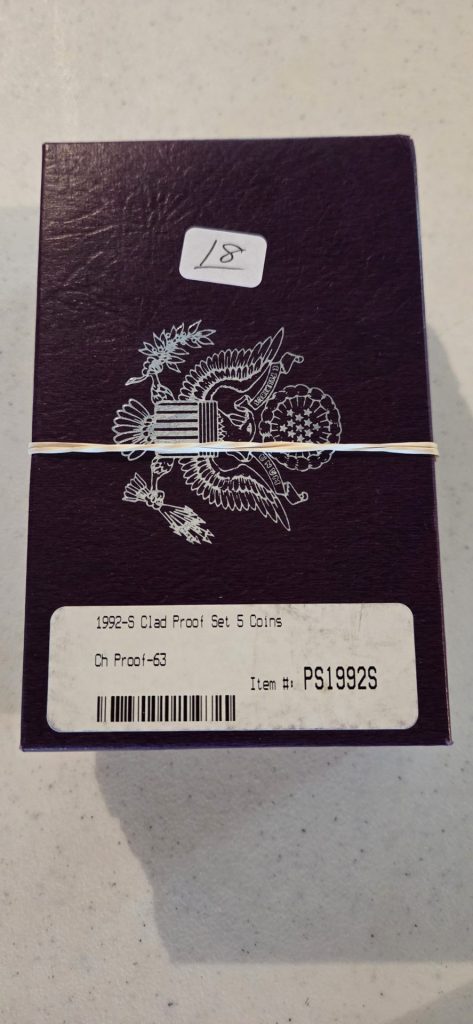 18
1992-S Clad Proof Set 5 Coins
Ch Proof-63
Item #: PS1992S